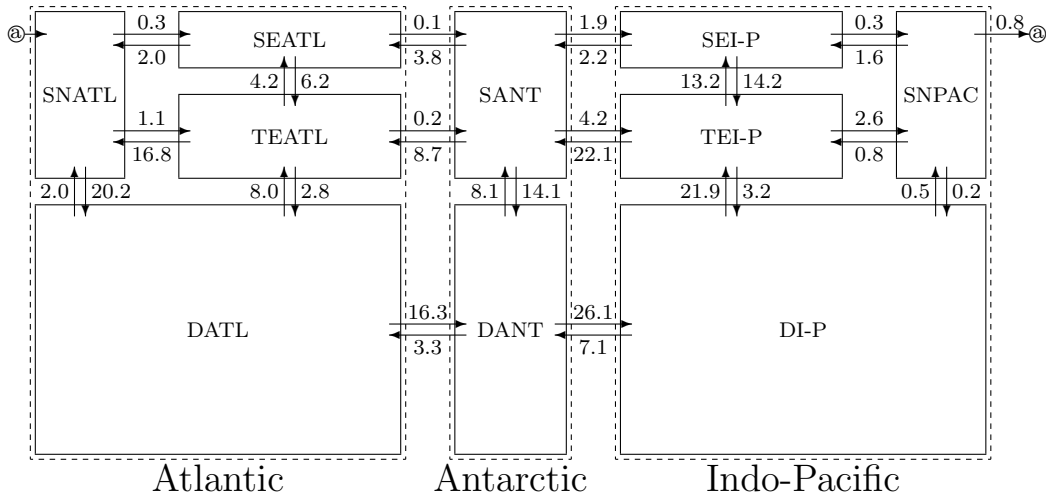 0.3 0.1 1.9 0.3 0.8
ⓐ SEATL SEI-P ⓐ
2.0 3.8 2.2 1.6
4.2 6.2 13.2 14.2
SNATL SANT SNPAC
1.1 0.2 4.2 2.6
TEATL TEI-P
16.8 8.7 22.1 0.8
2.0 20.2 8.0 2.8 8.1 14.1 21.9 3.2 0.5 0.2
16.3 26.1
DATL DANT DI-P
3.3 7.1
Atlantic Antarctic Indo-Pacific